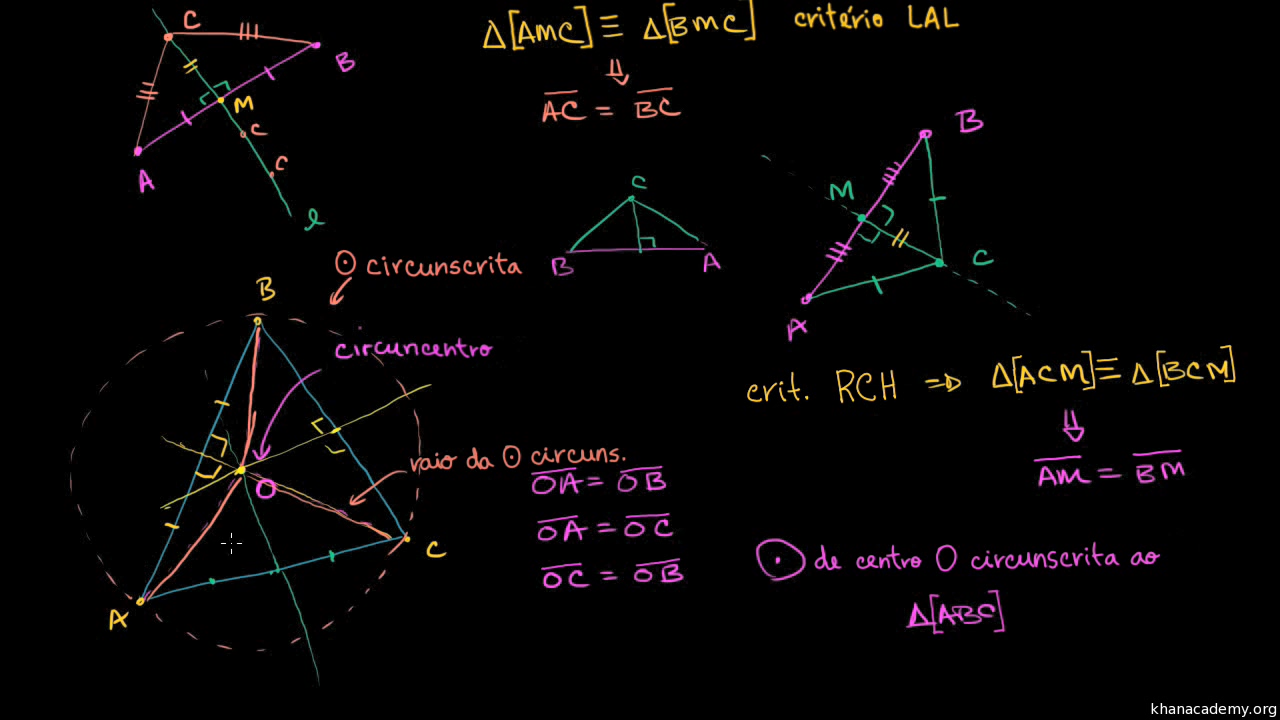 C
B
M
C
C
A
l
Δ[AMC] ≡ Δ[BMC] critério LAL
⇓
AC = BC
C
B A
B
M
C
A
⊙ circunscrita
B
circuncentro
raio da ⊙ circuns.
O
C
A
OA = OB
OA = OC
OC = OB
crit. RCH ⇒ Δ[ACM] ≡ Δ[BCM]
⇓
AM = BM
⊙ de centro O circunscrita ao
Δ[ABC]
khanacademy.org